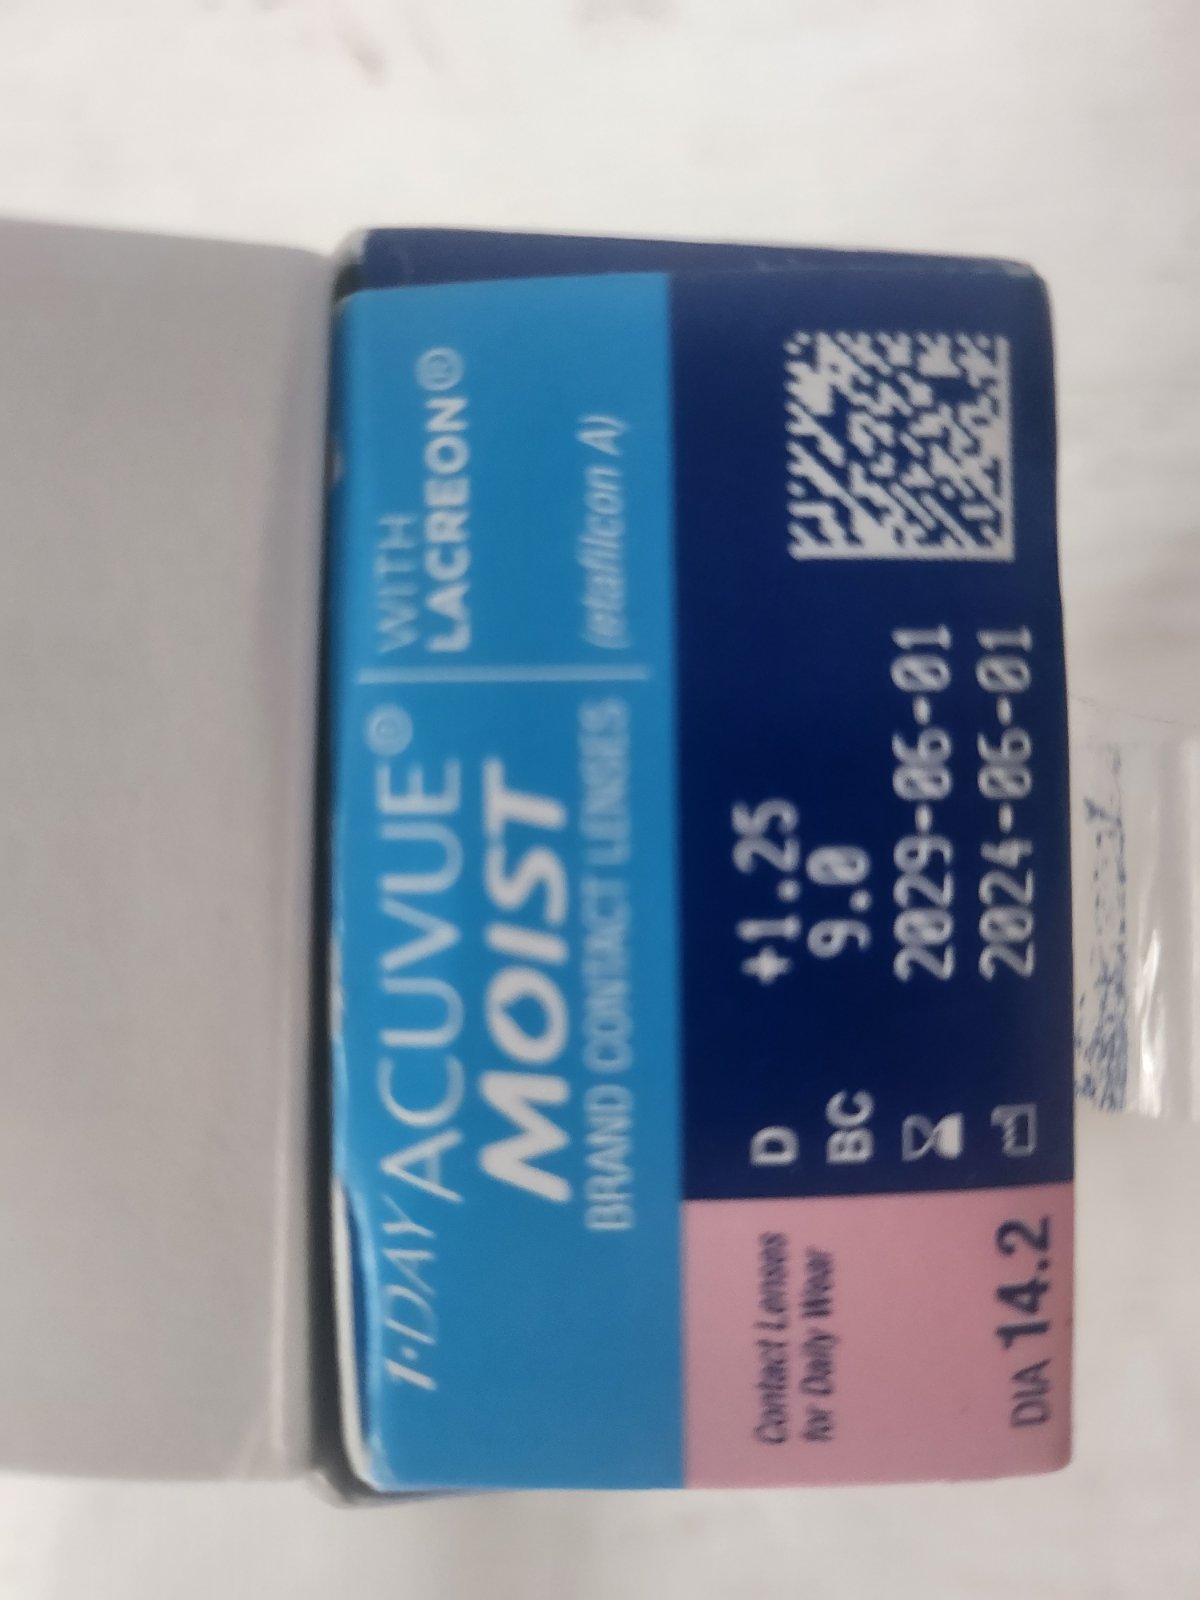 1·DAY ACUVUE®
MOIST
BRAND CONTACT LENSES
WITH
LACREON®
(etafilcon A)
D +1.25
BC 9.0
2029-06-01
2024-06-01
Contact Lenses
for Daily Wear
DIA 14.2